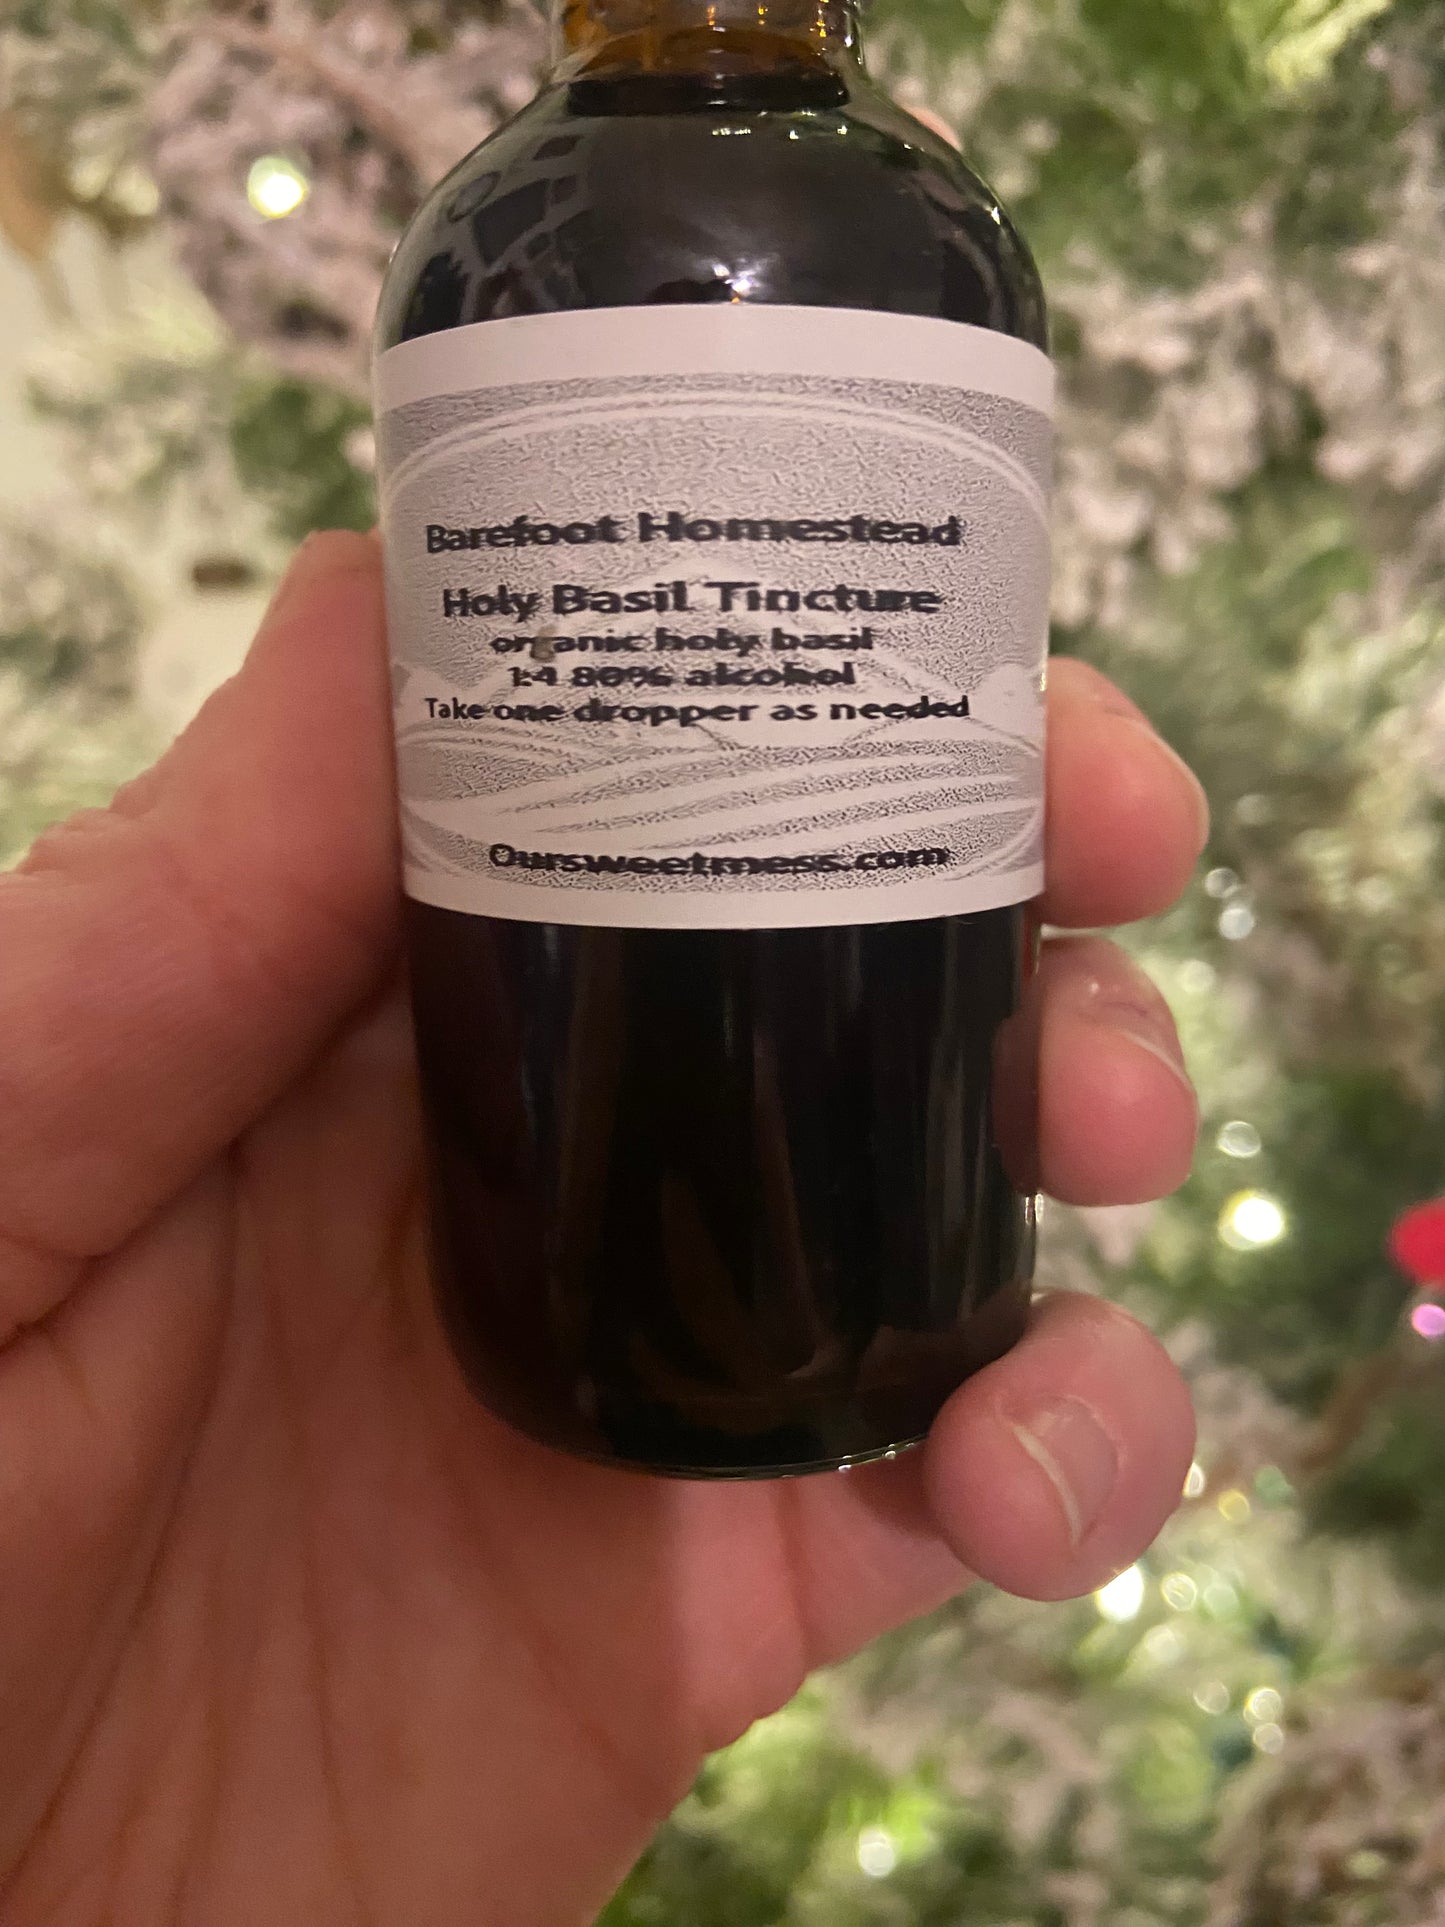 Barefoot Homestead
Holy Basil Tincture
organic holy basil
1:4 80% alcohol
Take one dropper as needed
Oursweetmess.com